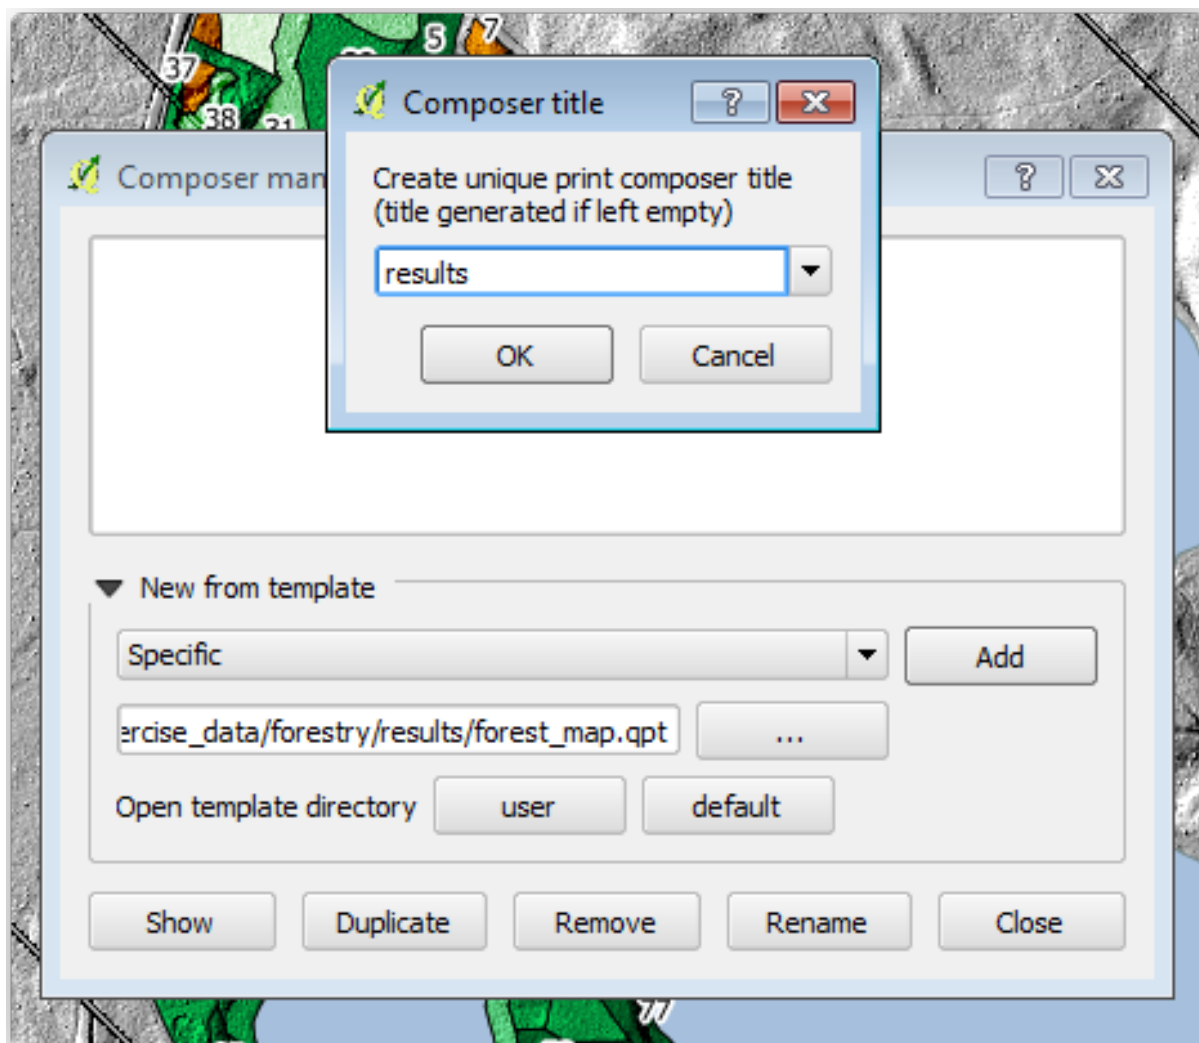 5
7
37
38
31
Composer title
?
Composer man
?
Create unique print composer title
(title generated if left empty)
results
OK
Cancel
New from template
Specific
Add
ercise_data/forestry/results/forest_map.qpt
...
Open template directory
user
default
Show
Duplicate
Remove
Rename
Close